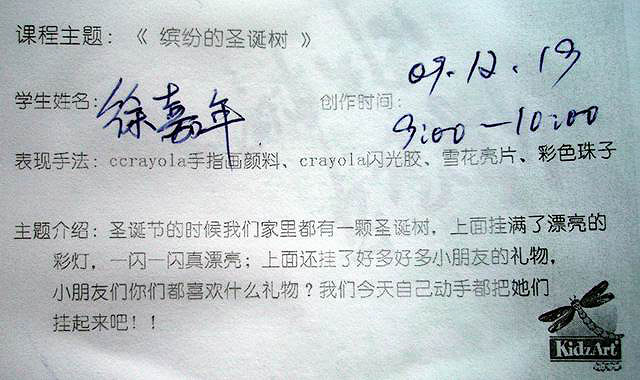 课程主题：《 缤纷的圣诞树 》
学生姓名：徐嘉年 创作时间：09.12.19
9:00—10:00
表现手法：ccrayola手指画颜料、crayola闪光胶、雪花亮片、彩色珠子
主题介绍：圣诞节的时候我们家里都有一颗圣诞树，上面挂满了漂亮的
彩灯，一闪一闪真漂亮；上面还挂了好多好多小朋友的礼物，
小朋友们你们都喜欢什么礼物？我们今天自己动手都把她们
挂起来吧！！
KidzArt